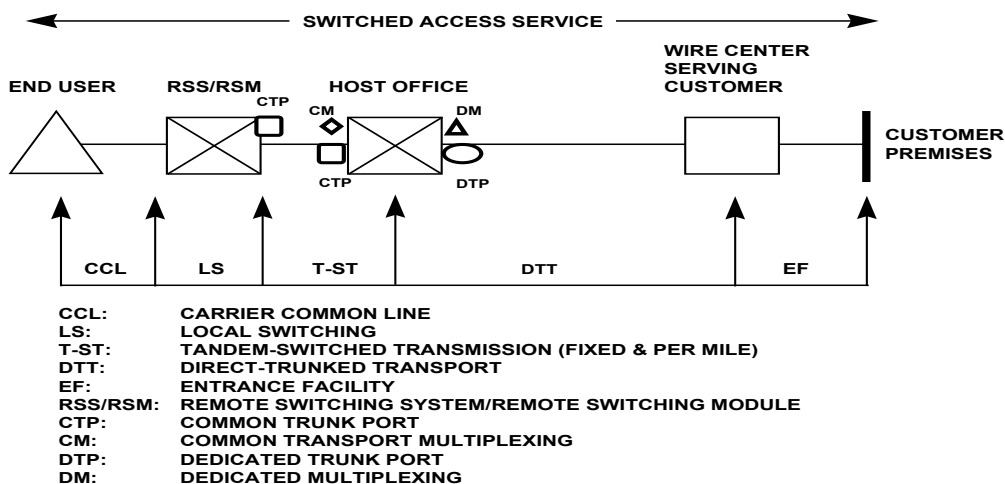 SWITCHED ACCESS SERVICE
WIRE CENTER
SERVING
CUSTOMER
END USER
RSS/RSM
HOST OFFICE
CTP
CM
DM
CUSTOMER
PREMISES
CTP
DTP
CCL
LS
T-ST
DTT
EF
CCL: CARRIER COMMON LINE
LS: LOCAL SWITCHING
T-ST: TANDEM-SWITCHED TRANSMISSION (FIXED & PER MILE)
DTT: DIRECT-TRUNKED TRANSPORT
EF: ENTRANCE FACILITY
RSS/RSM: REMOTE SWITCHING SYSTEM/REMOTE SWITCHING MODULE
CTP: COMMON TRUNK PORT
CM: COMMON TRANSPORT MULTIPLEXING
DTP: DEDICATED TRUNK PORT
DM: DEDICATED MULTIPLEXING